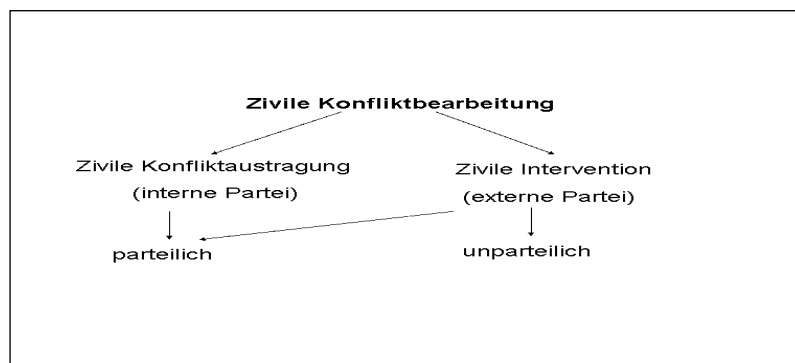 Zivile Konfliktbearbeitung
Zivile Konfliktaustragung
(interne Partei)
parteilich
Zivile Intervention
(externe Partei)
unparteilich